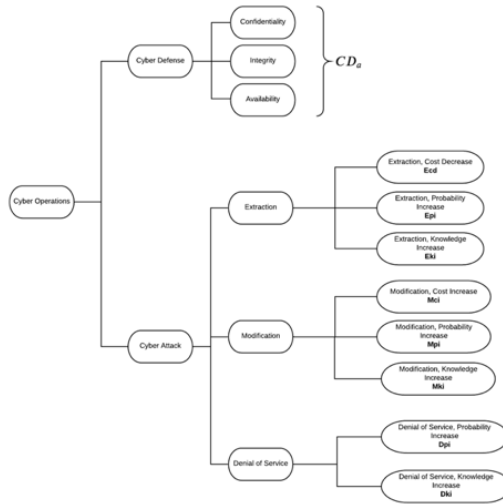 Confidentiality
Cyber Defense
Integrity
CDa
Availability
Cyber Operations
Extraction, Cost Decrease
Ecd
Extraction
Extraction, Probability
Increase
Epi
Extraction, Knowledge
Increase
Eki
Cyber Attack
Modification, Cost Increase
Mci
Modification
Modification, Probability
Increase
Mpi
Modification, Knowledge
Increase
Mki
Denial of Service, Probability
Increase
Dpi
Denial of Service
Denial of Service, Knowledge
Increase
Dki